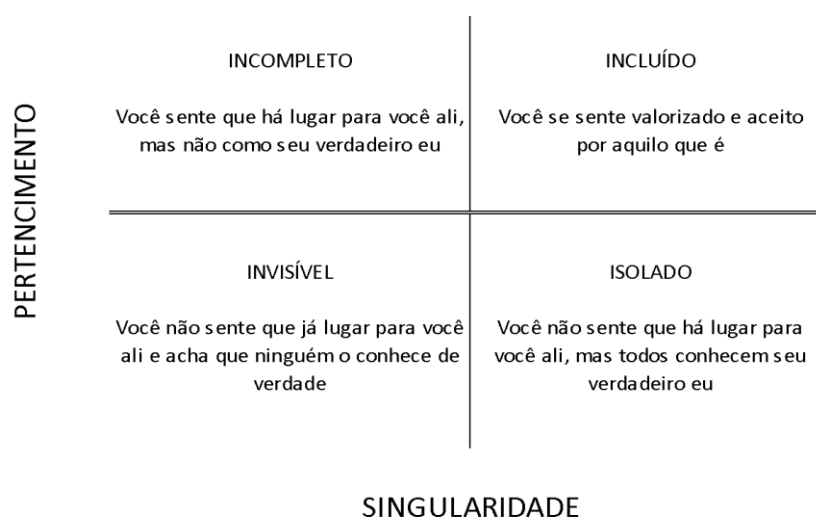 PERTENCIMENTO
INCOMPLETO
Você sente que há lugar para você ali,
mas não como seu verdadeiro eu
INCLUÍDO
Você se sente valorizado e aceito
por aquilo que é
INVISÍVEL
Você não sente que já lugar para você
ali e acha que ninguém o conhece de
verdade
ISOLADO
Você não sente que há lugar para
você ali, mas todos conhecem seu
verdadeiro eu
SINGULARIDADE